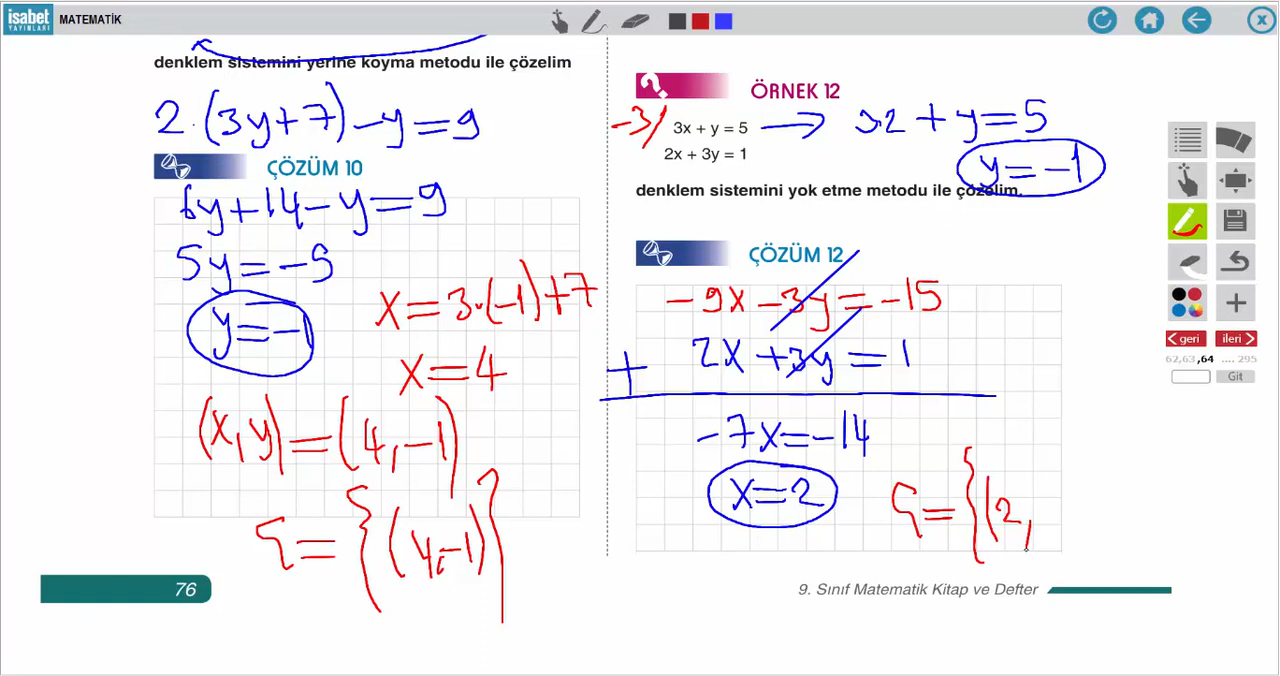 isabet
YAYINLARI
MATEMATİK
denklem sistemini yerine koyma metodu ile çözelim
2.(3y+7)-y=9
ÇÖZÜM 10
6y+14-y=9
5y=-5
y=-1
x=3.(-1)+7
x=4
(x,y)=(4,-1)
Ç={(4,-1)}
76
ÖRNEK 12
-3/
3x + y = 5
3.2+y=5
2x + 3y = 1
y=-1
denklem sistemini yok etme metodu ile çözelim.
ÇÖZÜM 12
-9x-3y=-15
+ 2x+3y=1
-7x=-14
x=2
Ç={(2,
9. Sınıf Matematik Kitap ve Defter
geri
ileri
62,63,64 .... 295
Git